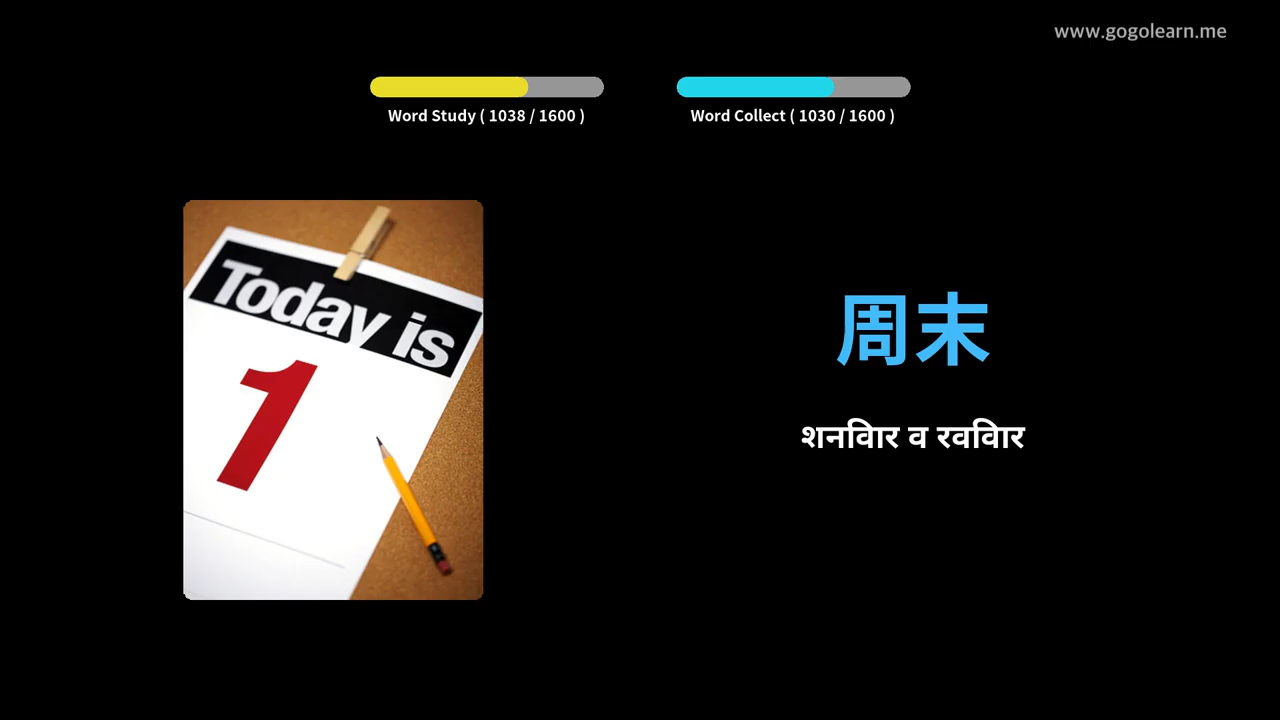 www.gogolearn.me
Word Study ( 1038 / 1600 )
Word Collect ( 1030 / 1600 )
Today is
1
周末
शनिवार व रविवार